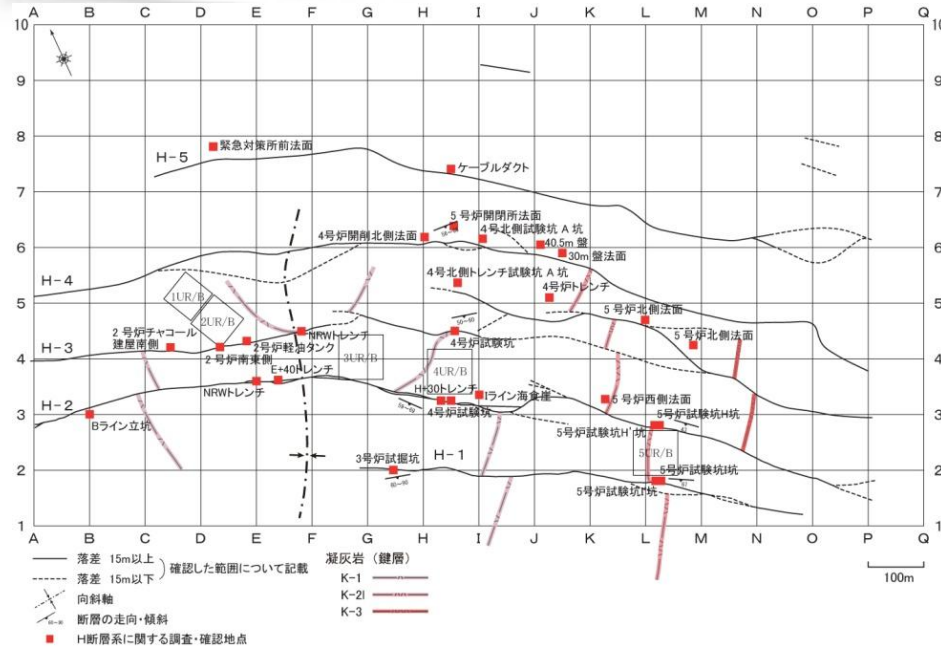 A B C D E F G H I J K L M N O P Q
10 10
9 9
8 8
緊急対策所前法面
H-5
ケーブルダクト
7 7
5 号炉開閉所法面
4号炉開削北側法面
4号北側試験坑 A 坑
40.5m 盤
30m 盤法面
6 6
H-4
4号北側トレンチ試験坑 A 坑
4号炉トレンチ
1UR/B
5 5
2UR/B
2 号炉チャコール
建屋南側
NRWトレンチ
2号炉軽油タンク
4号炉試験坑
5 号炉北側法面
5 号炉北側法面
H-3
2 号炉南東側
3UR/B
4 4
E+40トレンチ
4UR/B
NRWトレンチ
H+30トレンチ
Iライン海食崖
5 号炉西側法面
H-2
3 3
Bライン立坑
4号炉試験坑
5号炉試験坑H坑
5号炉試験坑H'坑
3号炉試掘坑
H-1
5UR/B
2 2
5号炉試験坑I坑
5号炉試験坑I'坑
1 1
A B C D E F G H I J K L M N O P Q
落差 15m以上
落差 15m以下
確認した範囲について記載
向斜軸
断層の走向・傾斜
H断層系に関する調査・確認地点
凝灰岩 (鍵層)
K-1
K-2l
K-3
100m